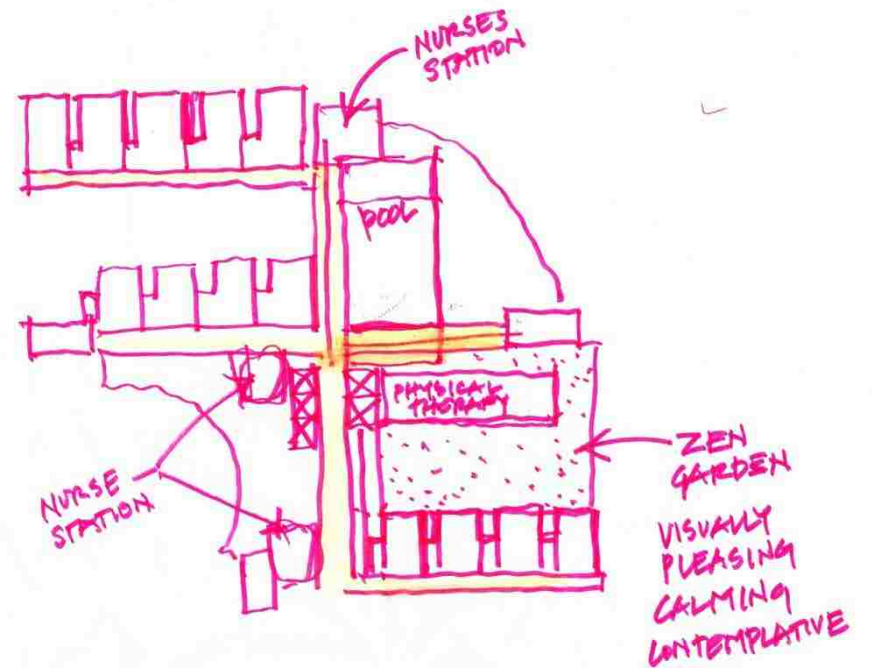 NURSES
STATION
POOL
PHYSICAL
THERAPY
NURSE
STATION
ZEN
GARDEN
VISUALLY
PLEASING
CALMING
CONTEMPLATIVE